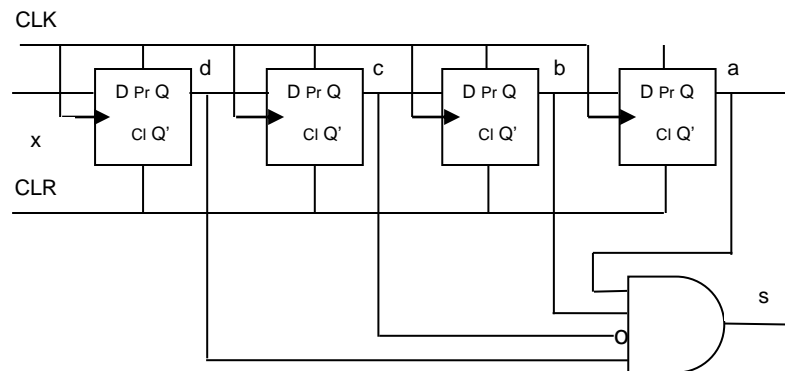 CLK
d c b a
D Pr Q D Pr Q D Pr Q D Pr Q
Cl Q' Cl Q' Cl Q' Cl Q'
x
CLR
s